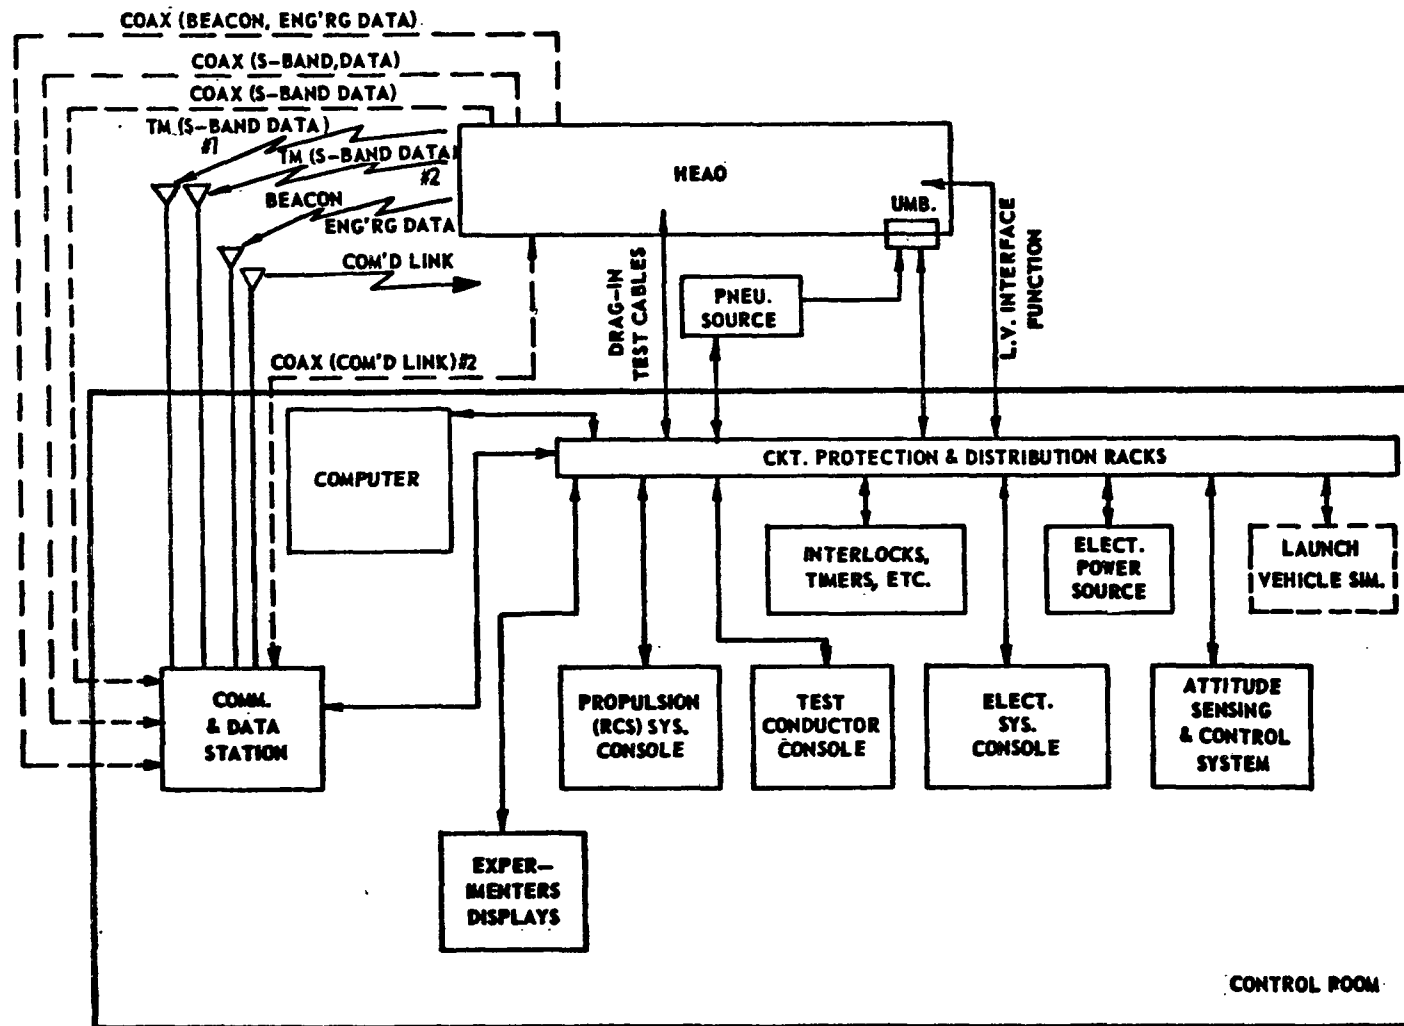 COAX (BEACON, ENG'RG DATA)
COAX (S-BAND, DATA)
COAX (S-BAND DATA)
TM (S-BAND DATA)
#1
TM (S-BAND DATA)
#2
BEACON
ENG'RG DATA
COM'D LINK
HEAO
UMB.
PNEU.
SOURCE
DRAG-IN
TEST CABLES
L.V. INTERFACE
FUNCTION
COAX (COM'D LINK) #2
COMPUTER
CKT. PROTECTION & DISTRIBUTION RACKS
INTERLOCKS,
TIMERS, ETC.
ELECT.
POWER
SOURCE
LAUNCH
VEHICLE SIM.
COMM.
& DATA
STATION
PROPULSION
(RCS) SYS.
CONSOLE
TEST
CONDUCTOR
CONSOLE
ELECT.
SYS.
CONSOLE
ATTITUDE
SENSING
& CONTROL
SYSTEM
EXPER-
IMENTERS
DISPLAYS
CONTROL ROOM